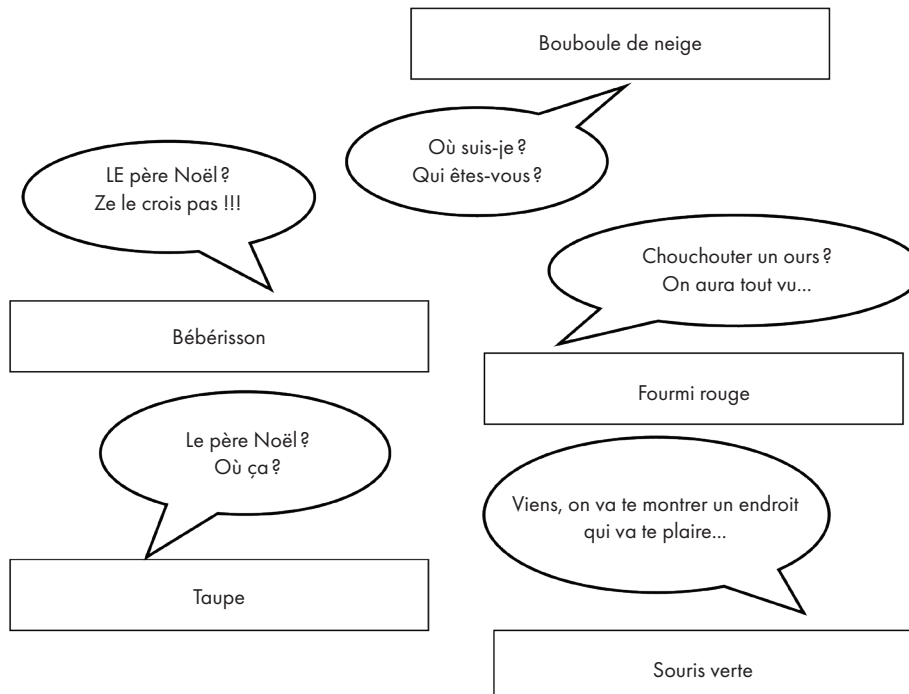 Bouboule de neige
Où suis-je ?
Qui êtes-vous ?
LE père Noël ?
Ze le crois pas !!!
Chouchouter un ours ?
On aura tout vu...
Bébérisson
Fourmi rouge
Le père Noël ?
Où ça ?
Viens, on va te montrer un endroit
qui va te plaire...
Taupe
Souris verte